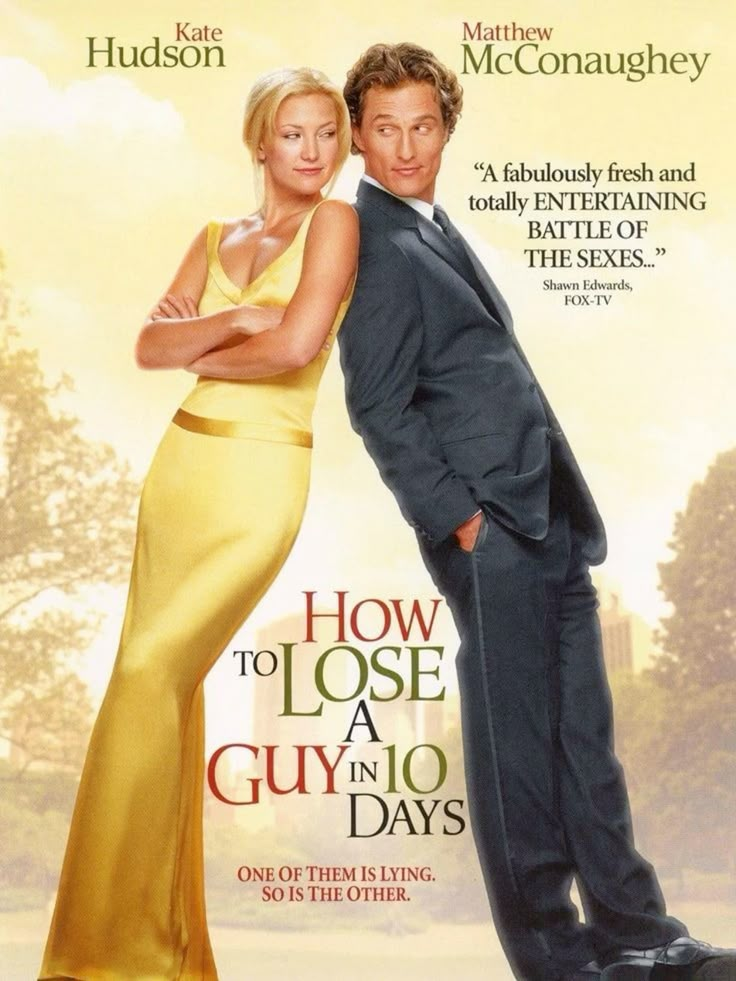 Kate
Hudson
Matthew
McConaughey
“A fabulously fresh and
totally ENTERTAINING
BATTLE OF
THE SEXES...”
Shawn Edwards,
FOX-TV
HOW
TO LOSE
A
GUY IN 10
DAYS
ONE OF THEM IS LYING.
SO IS THE OTHER.